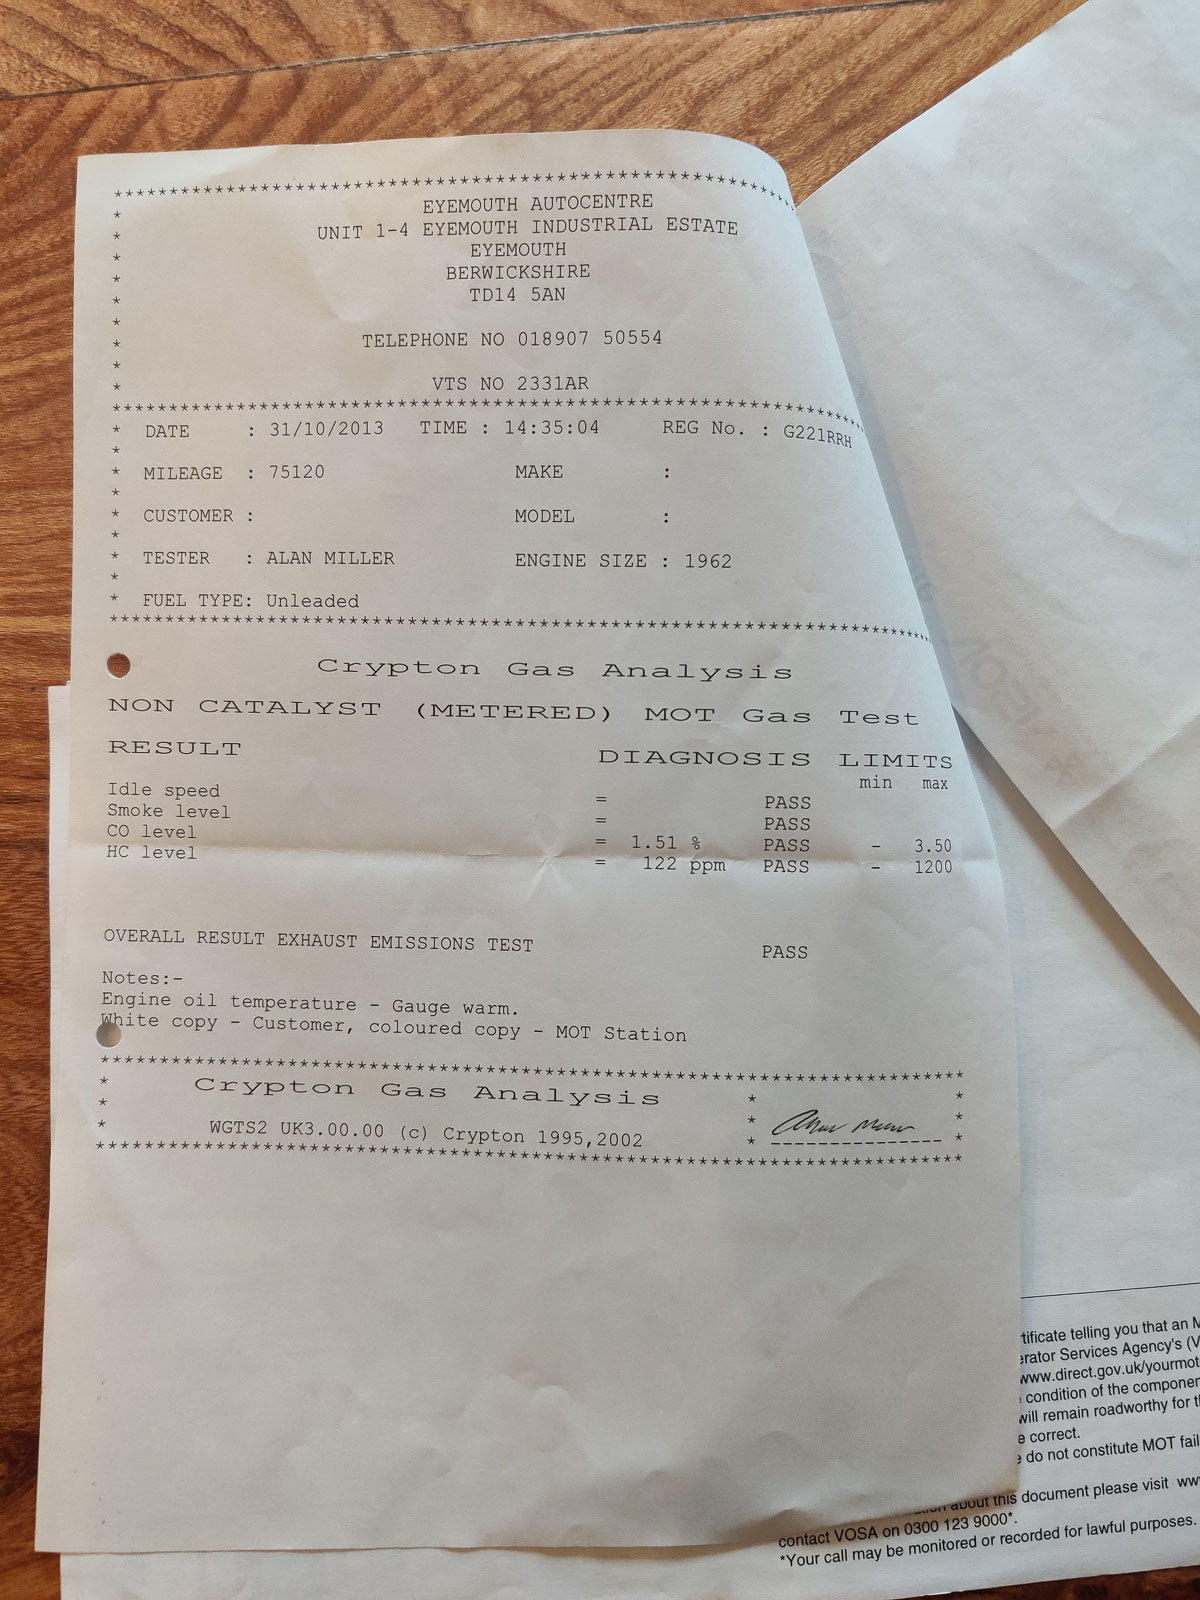 ****************************************************************
* EYEMOUTH AUTOCENTRE
* UNIT 1-4 EYEMOUTH INDUSTRIAL ESTATE
* EYEMOUTH
* BERWICKSHIRE
* TD14 5AN
*
* TELEPHONE NO 018907 50554
*
* VTS NO 2331AR
****************************************************************
* DATE : 31/10/2013 TIME : 14:35:04 REG No. : G221RRH
*
* MILEAGE : 75120 MAKE :
*
* CUSTOMER : MODEL :
*
* TESTER : ALAN MILLER ENGINE SIZE : 1962
*
* FUEL TYPE: Unleaded
****************************************************************
Crypton Gas Analysis
NON CATALYST (METERED) MOT Gas Test
RESULT DIAGNOSIS LIMITS
min max
Idle speed = PASS
Smoke level = PASS
CO level = 1.51 % PASS - 3.50
HC level = 122 ppm PASS - 1200
OVERALL RESULT EXHAUST EMISSIONS TEST PASS
Notes:-
Engine oil temperature - Gauge warm.
White copy - Customer, coloured copy - MOT Station
****************************************************************
* Crypton Gas Analysis * *
* * Alan Miller *
* WGTS2 UK3.00.00 (c) Crypton 1995,2002 * --------------- *
****************************************************************
tificate telling you that an M
erator Services Agency's (V
www.direct.gov.uk/yourmot
condition of the componen
will remain roadworthy for t
e correct.
do not constitute MOT fail
about this document please visit ww
contact VOSA on 0300 123 9000*.
*Your call may be monitored or recorded for lawful purposes.